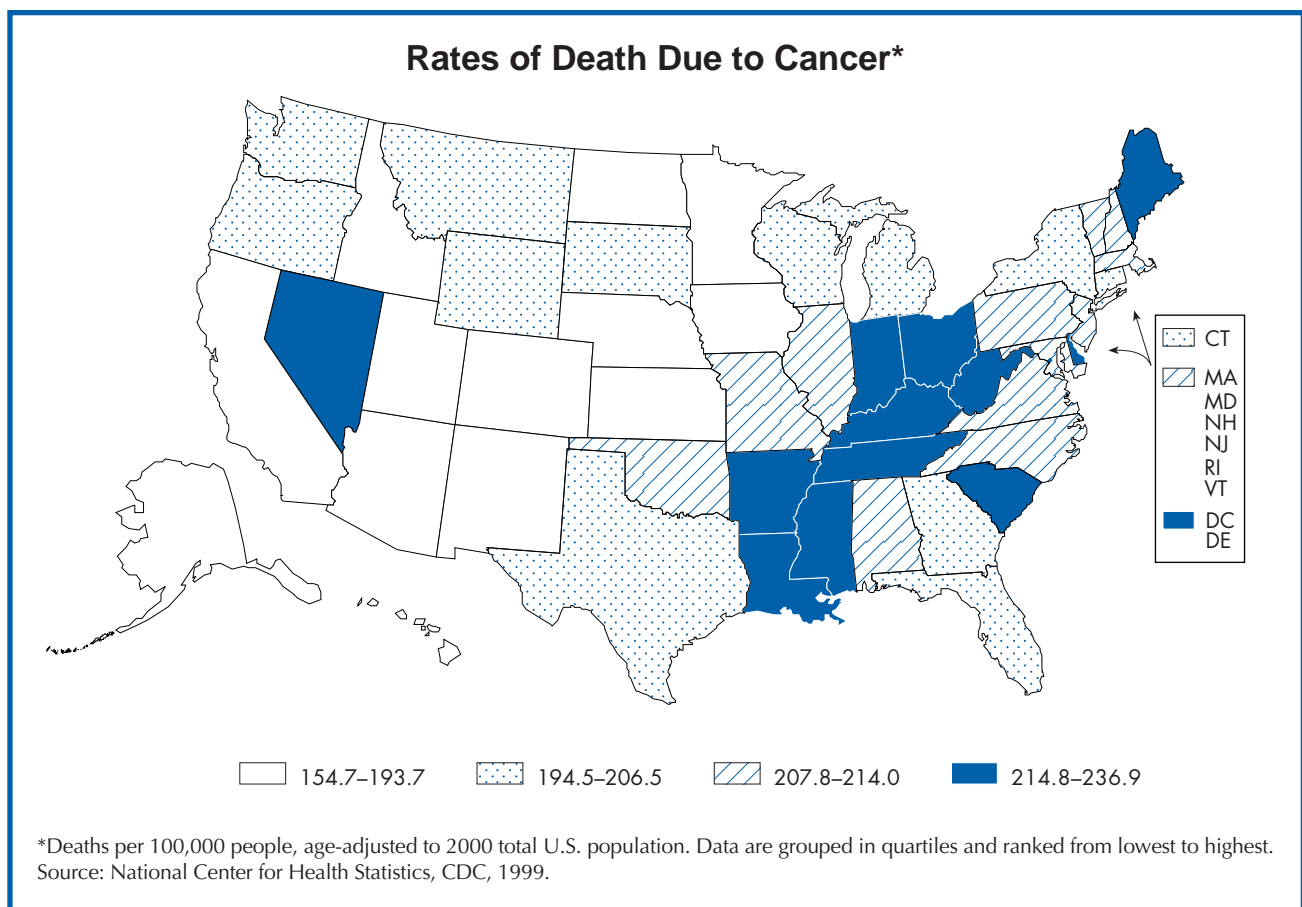 Rates of Death Due to Cancer*
CT
MA
MD
NH
NJ
RI
VT
DC
DE
154.7–193.7
194.5–206.5
207.8–214.0
214.8–236.9
*Deaths per 100,000 people, age-adjusted to 2000 total U.S. population. Data are grouped in quartiles and ranked from lowest to highest.
Source: National Center for Health Statistics, CDC, 1999.